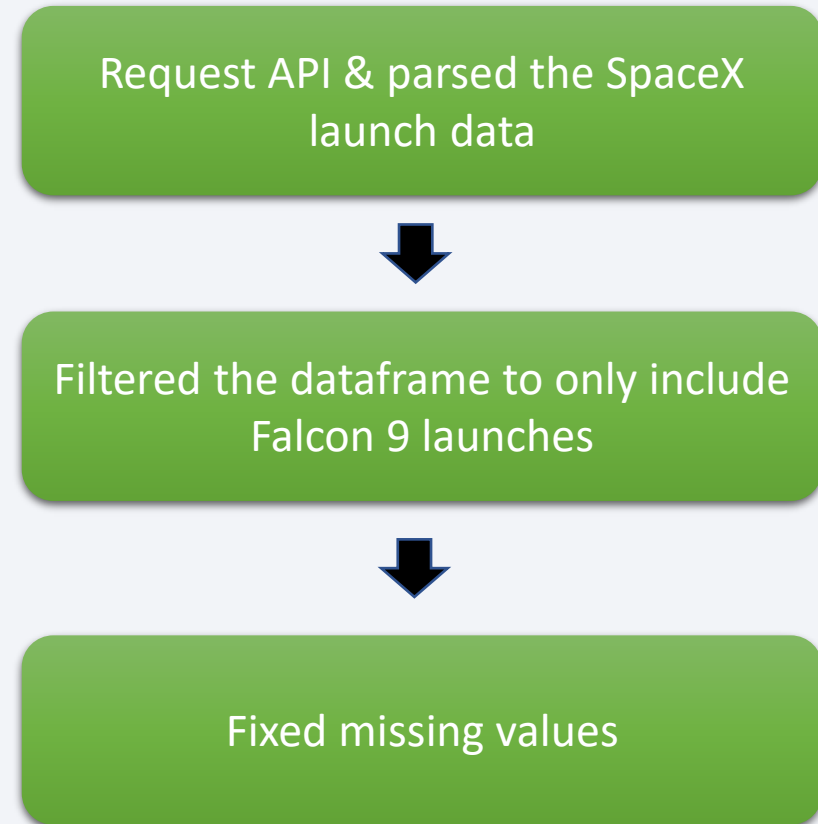 Request API & parsed the SpaceX
launch data
Filtered the dataframe to only include
Falcon 9 launches
Fixed missing values